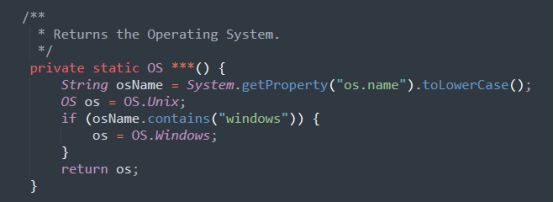 /**
* Returns the Operating System.
*/
private static OS ***() {
String osName = System.getProperty("os.name").toLowerCase();
OS os = OS.Unix;
if (osName.contains("windows")) {
os = OS.Windows;
}
return os;
}